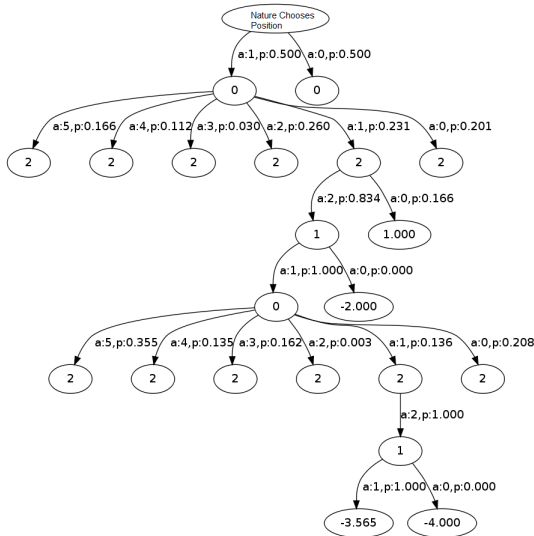 Nature Chooses
Position
a:1,p:0.500 a:0,p:0.500
0 0
a:5,p:0.166 a:4,p:0.112 a:3,p:0.030 a:2,p:0.260 a:1,p:0.231 a:0,p:0.201
2 2 2 2 2 2
a:2,p:0.834 a:0,p:0.166
1 1.000
a:1,p:1.000 a:0,p:0.000
0 -2.000
a:5,p:0.355 a:4,p:0.135 a:3,p:0.162 a:2,p:0.003 a:1,p:0.136 a:0,p:0.208
2 2 2 2 2 2
a:2,p:1.000
1
a:1,p:1.000 a:0,p:0.000
-3.565 -4.000